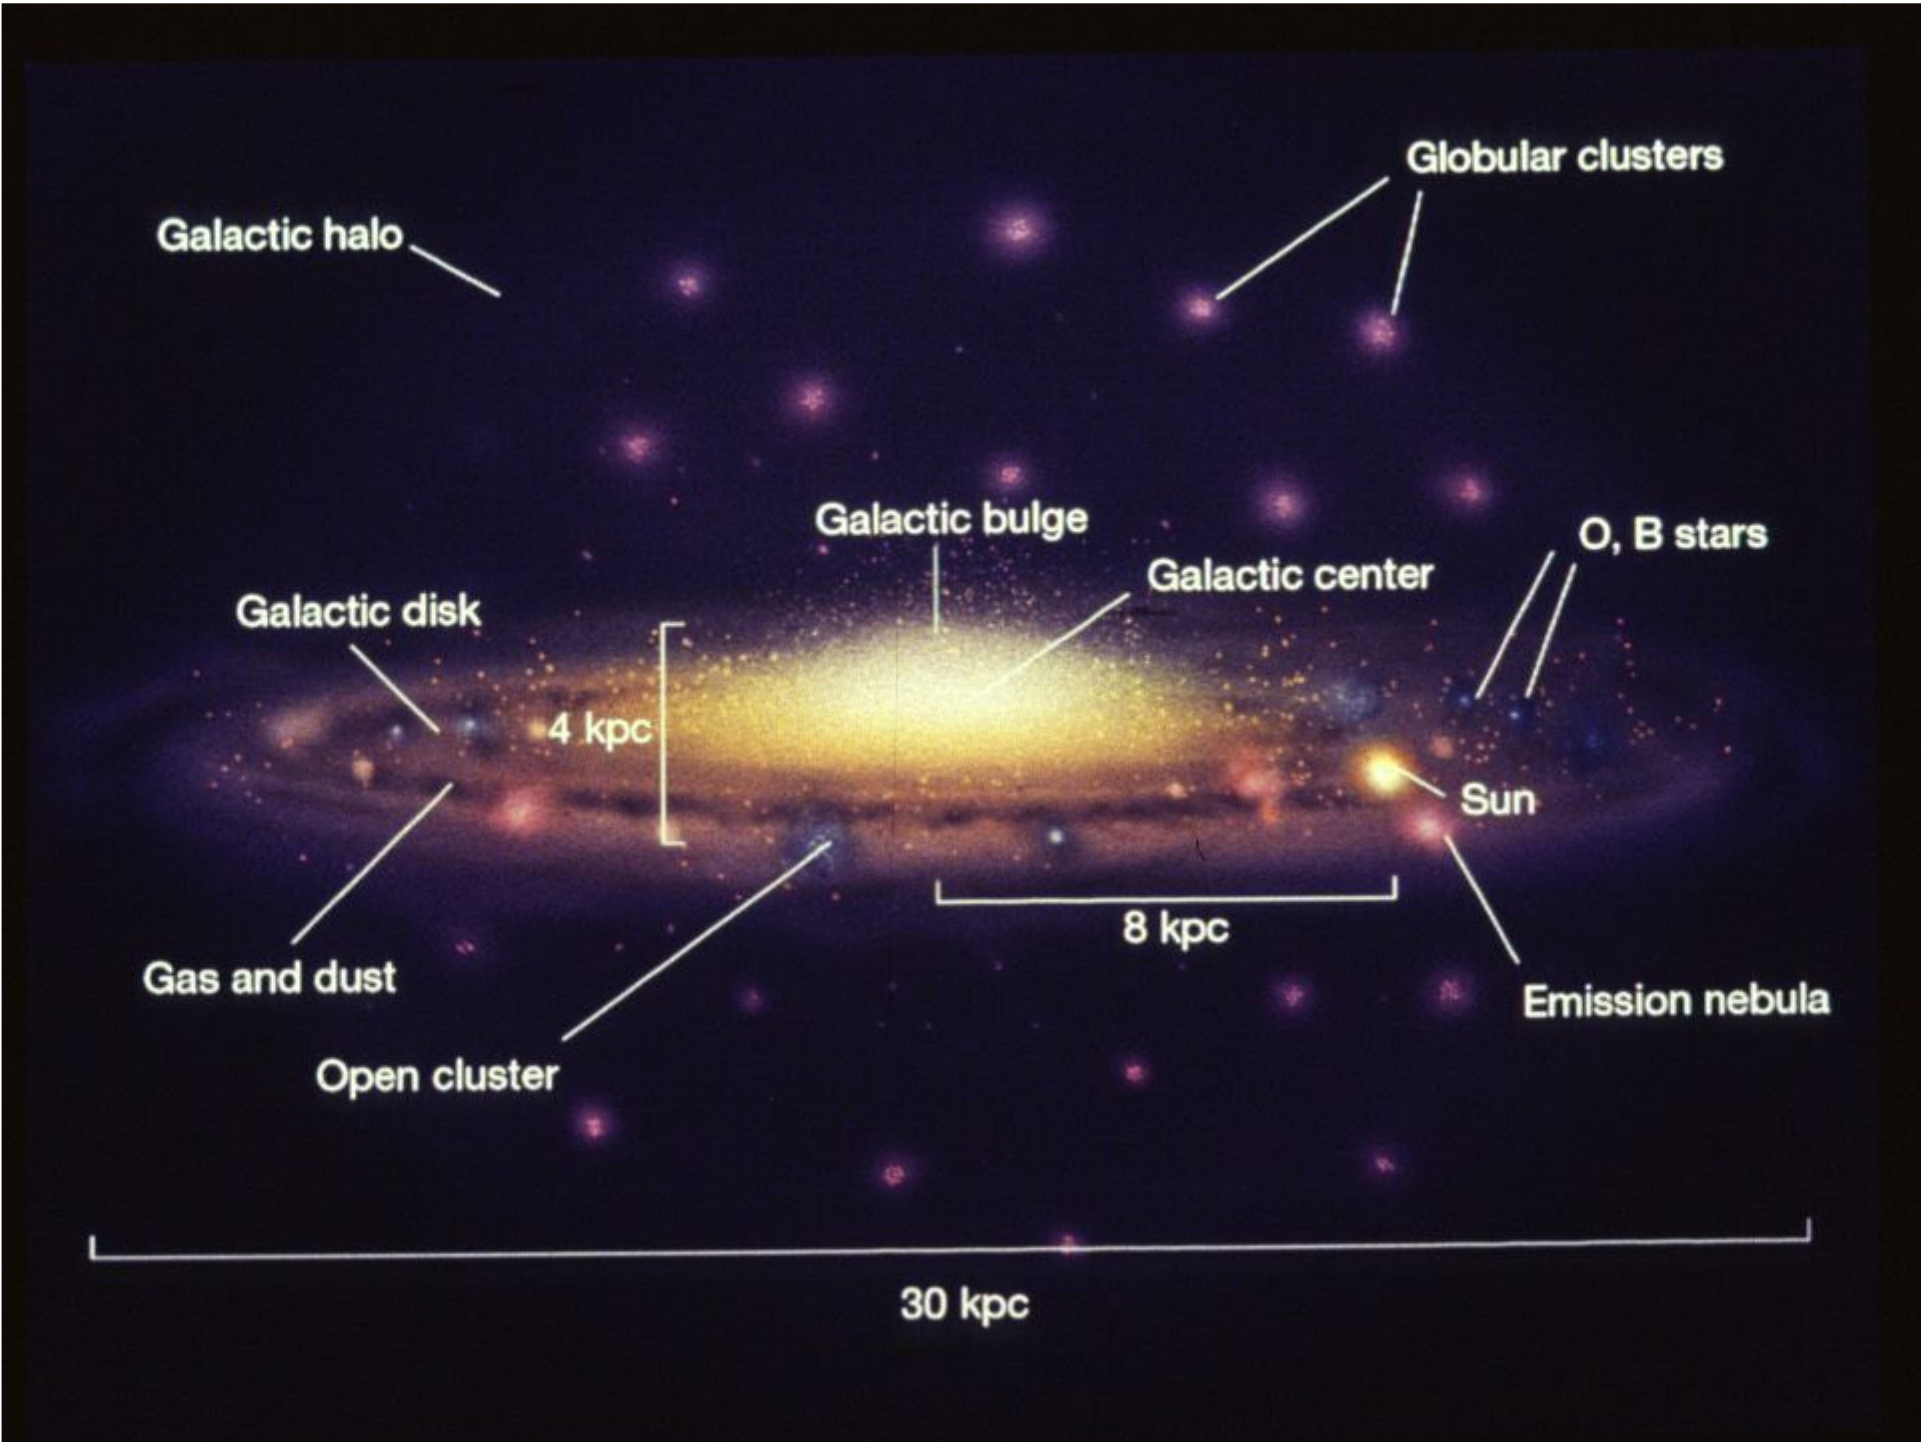 Globular clusters
Galactic halo
Galactic bulge
O, B stars
Galactic center
Galactic disk
4 kpc
Sun
8 kpc
Gas and dust
Emission nebula
Open cluster
30 kpc